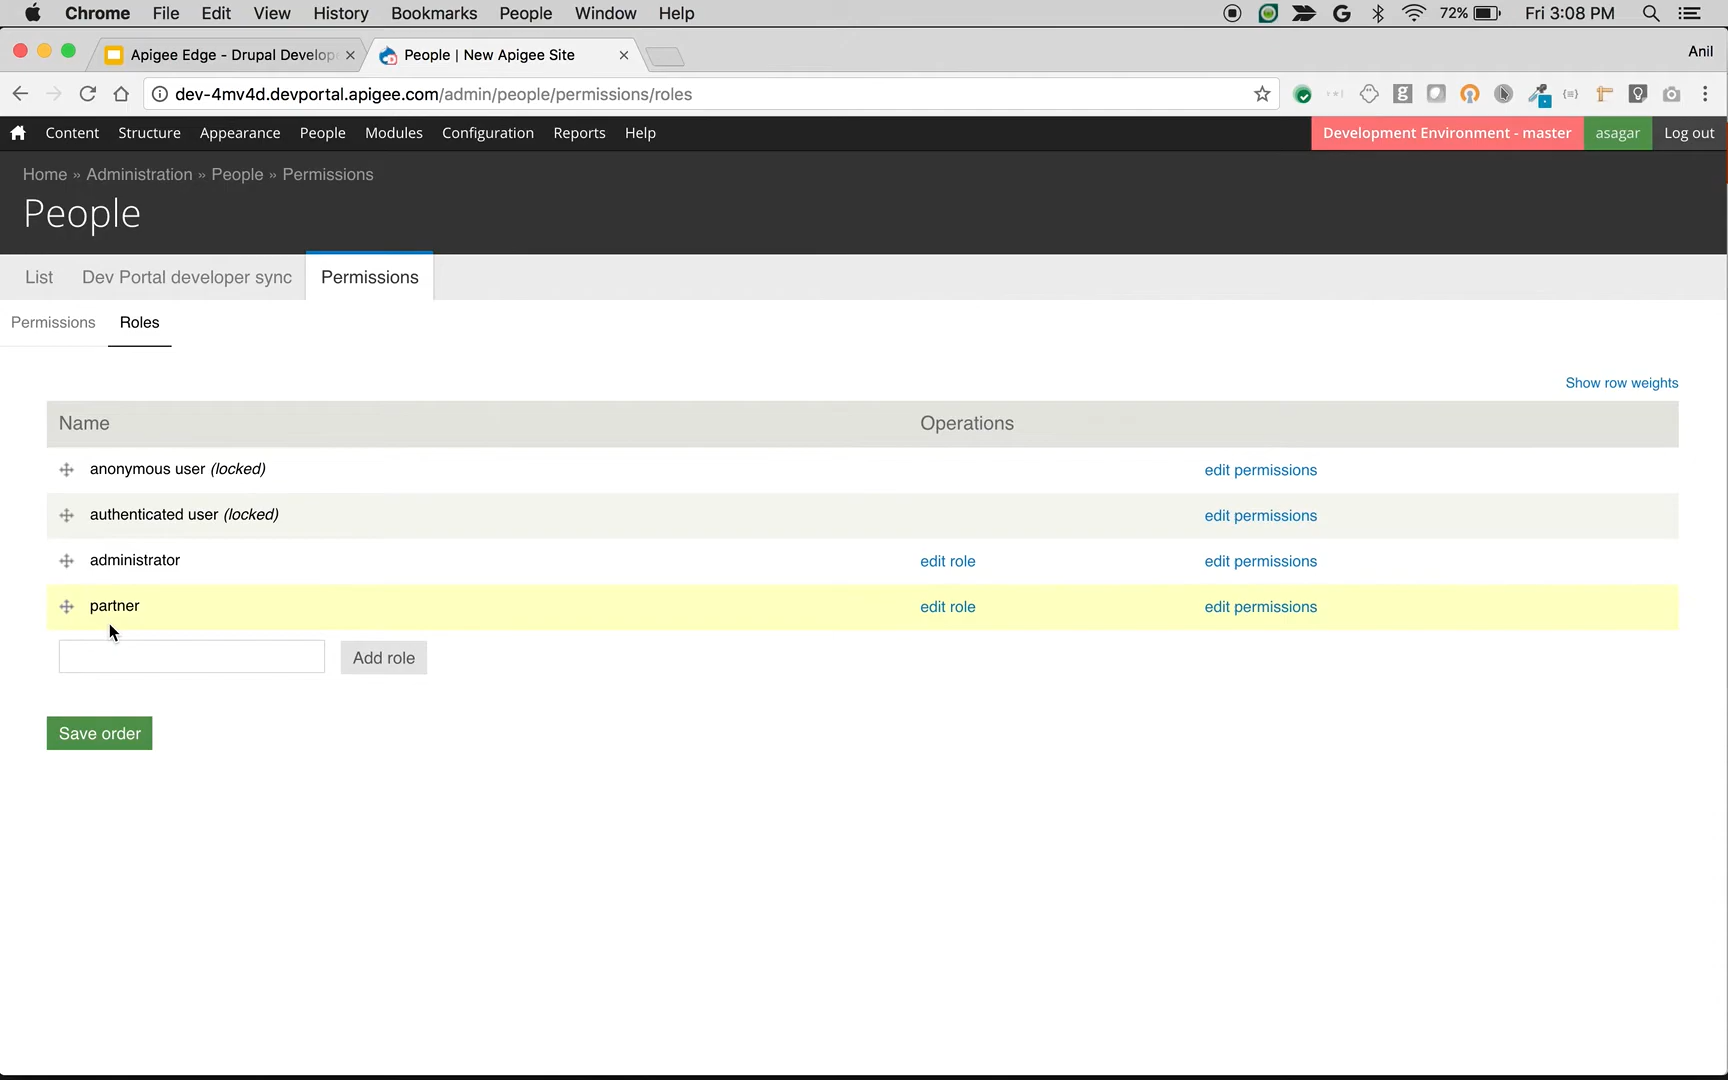 Chrome File Edit View History Bookmarks People Window Help 72% Fri 3:08 PM
Apigee Edge - Drupal Develop People | New Apigee Site Anil
dev-4mv4d.devportal.apigee.com/admin/people/permissions/roles
Content Structure Appearance People Modules Configuration Reports Help Development Environment - master asagar Log out
Home » Administration » People » Permissions
People
List Dev Portal developer sync Permissions
Permissions Roles
Show row weights
Name Operations
anonymous user (locked) edit permissions
authenticated user (locked) edit permissions
administrator edit role edit permissions
partner edit role edit permissions
Add role
Save order